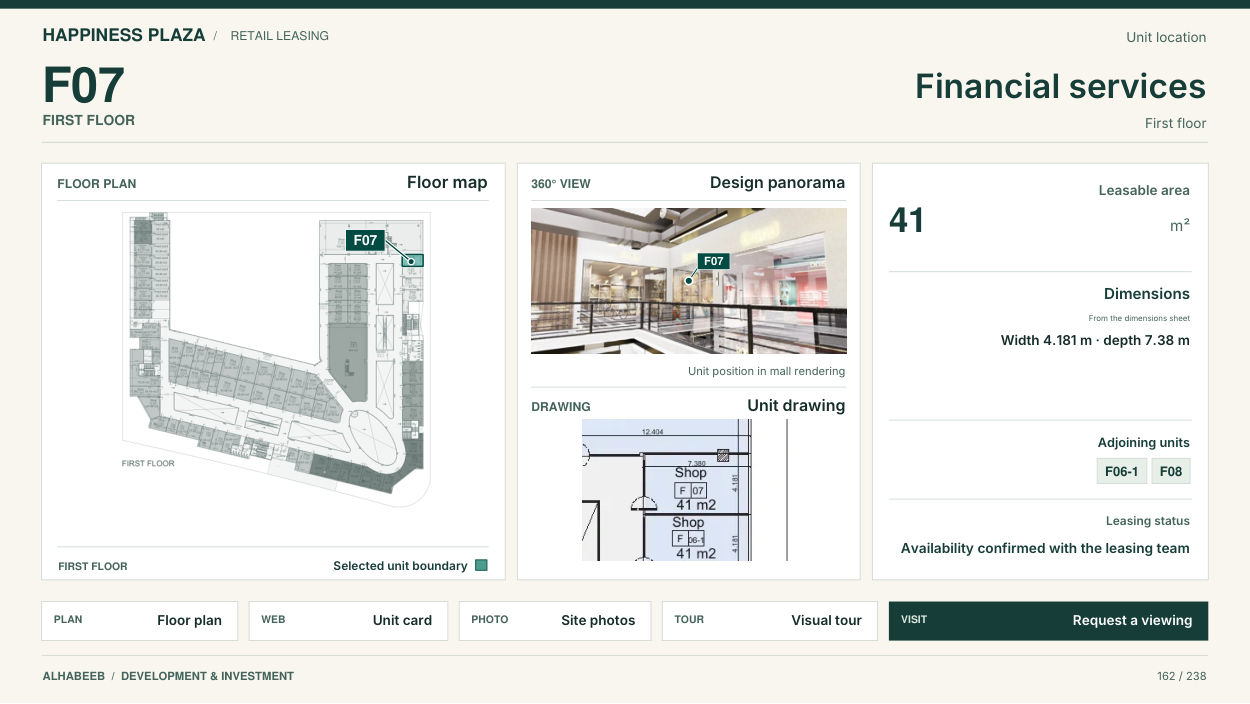 HAPPINESS PLAZA / RETAIL LEASING
Unit location
F07
Financial services
FIRST FLOOR
First floor
FLOOR PLAN
Floor map
F07
FIRST FLOOR
FIRST FLOOR
Selected unit boundary
360° VIEW
Design panorama
F07
Unit position in mall rendering
DRAWING
Unit drawing
12.404
7.380
Shop
F 07
41 m2
4.181
Shop
F 06-1
41 m2
4.181
Leasable area
41 m²
Dimensions
From the dimensions sheet
Width 4.181 m · depth 7.38 m
Adjoining units
F06-1 F08
Leasing status
Availability confirmed with the leasing team
PLAN Floor plan
WEB Unit card
PHOTO Site photos
TOUR Visual tour
VISIT Request a viewing
ALHABEEB / DEVELOPMENT & INVESTMENT
162 / 238